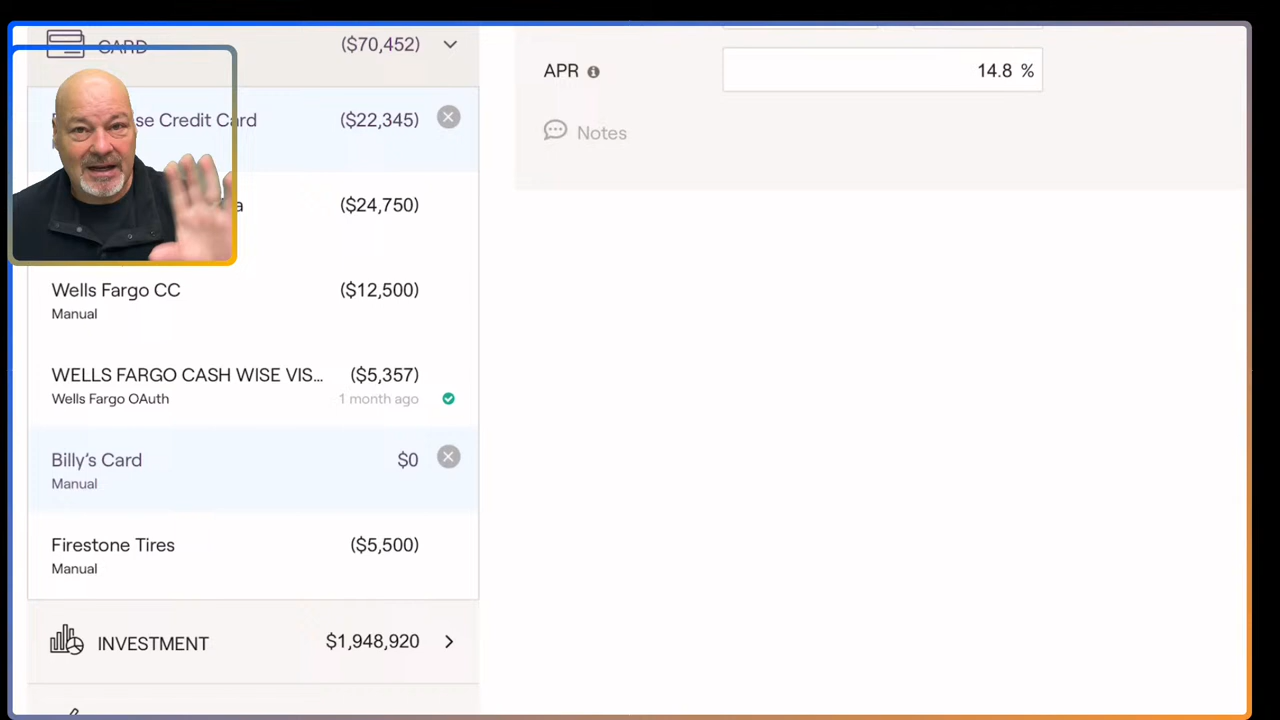 CARD ($70,452)
APR 14.8 %
Notes
se Credit Card ($22,345)
a ($24,750)
Wells Fargo CC ($12,500)
Manual
WELLS FARGO CASH WISE VIS... ($5,357)
Wells Fargo OAuth 1 month ago
Billy's Card $0
Manual
Firestone Tires ($5,500)
Manual
INVESTMENT $1,948,920